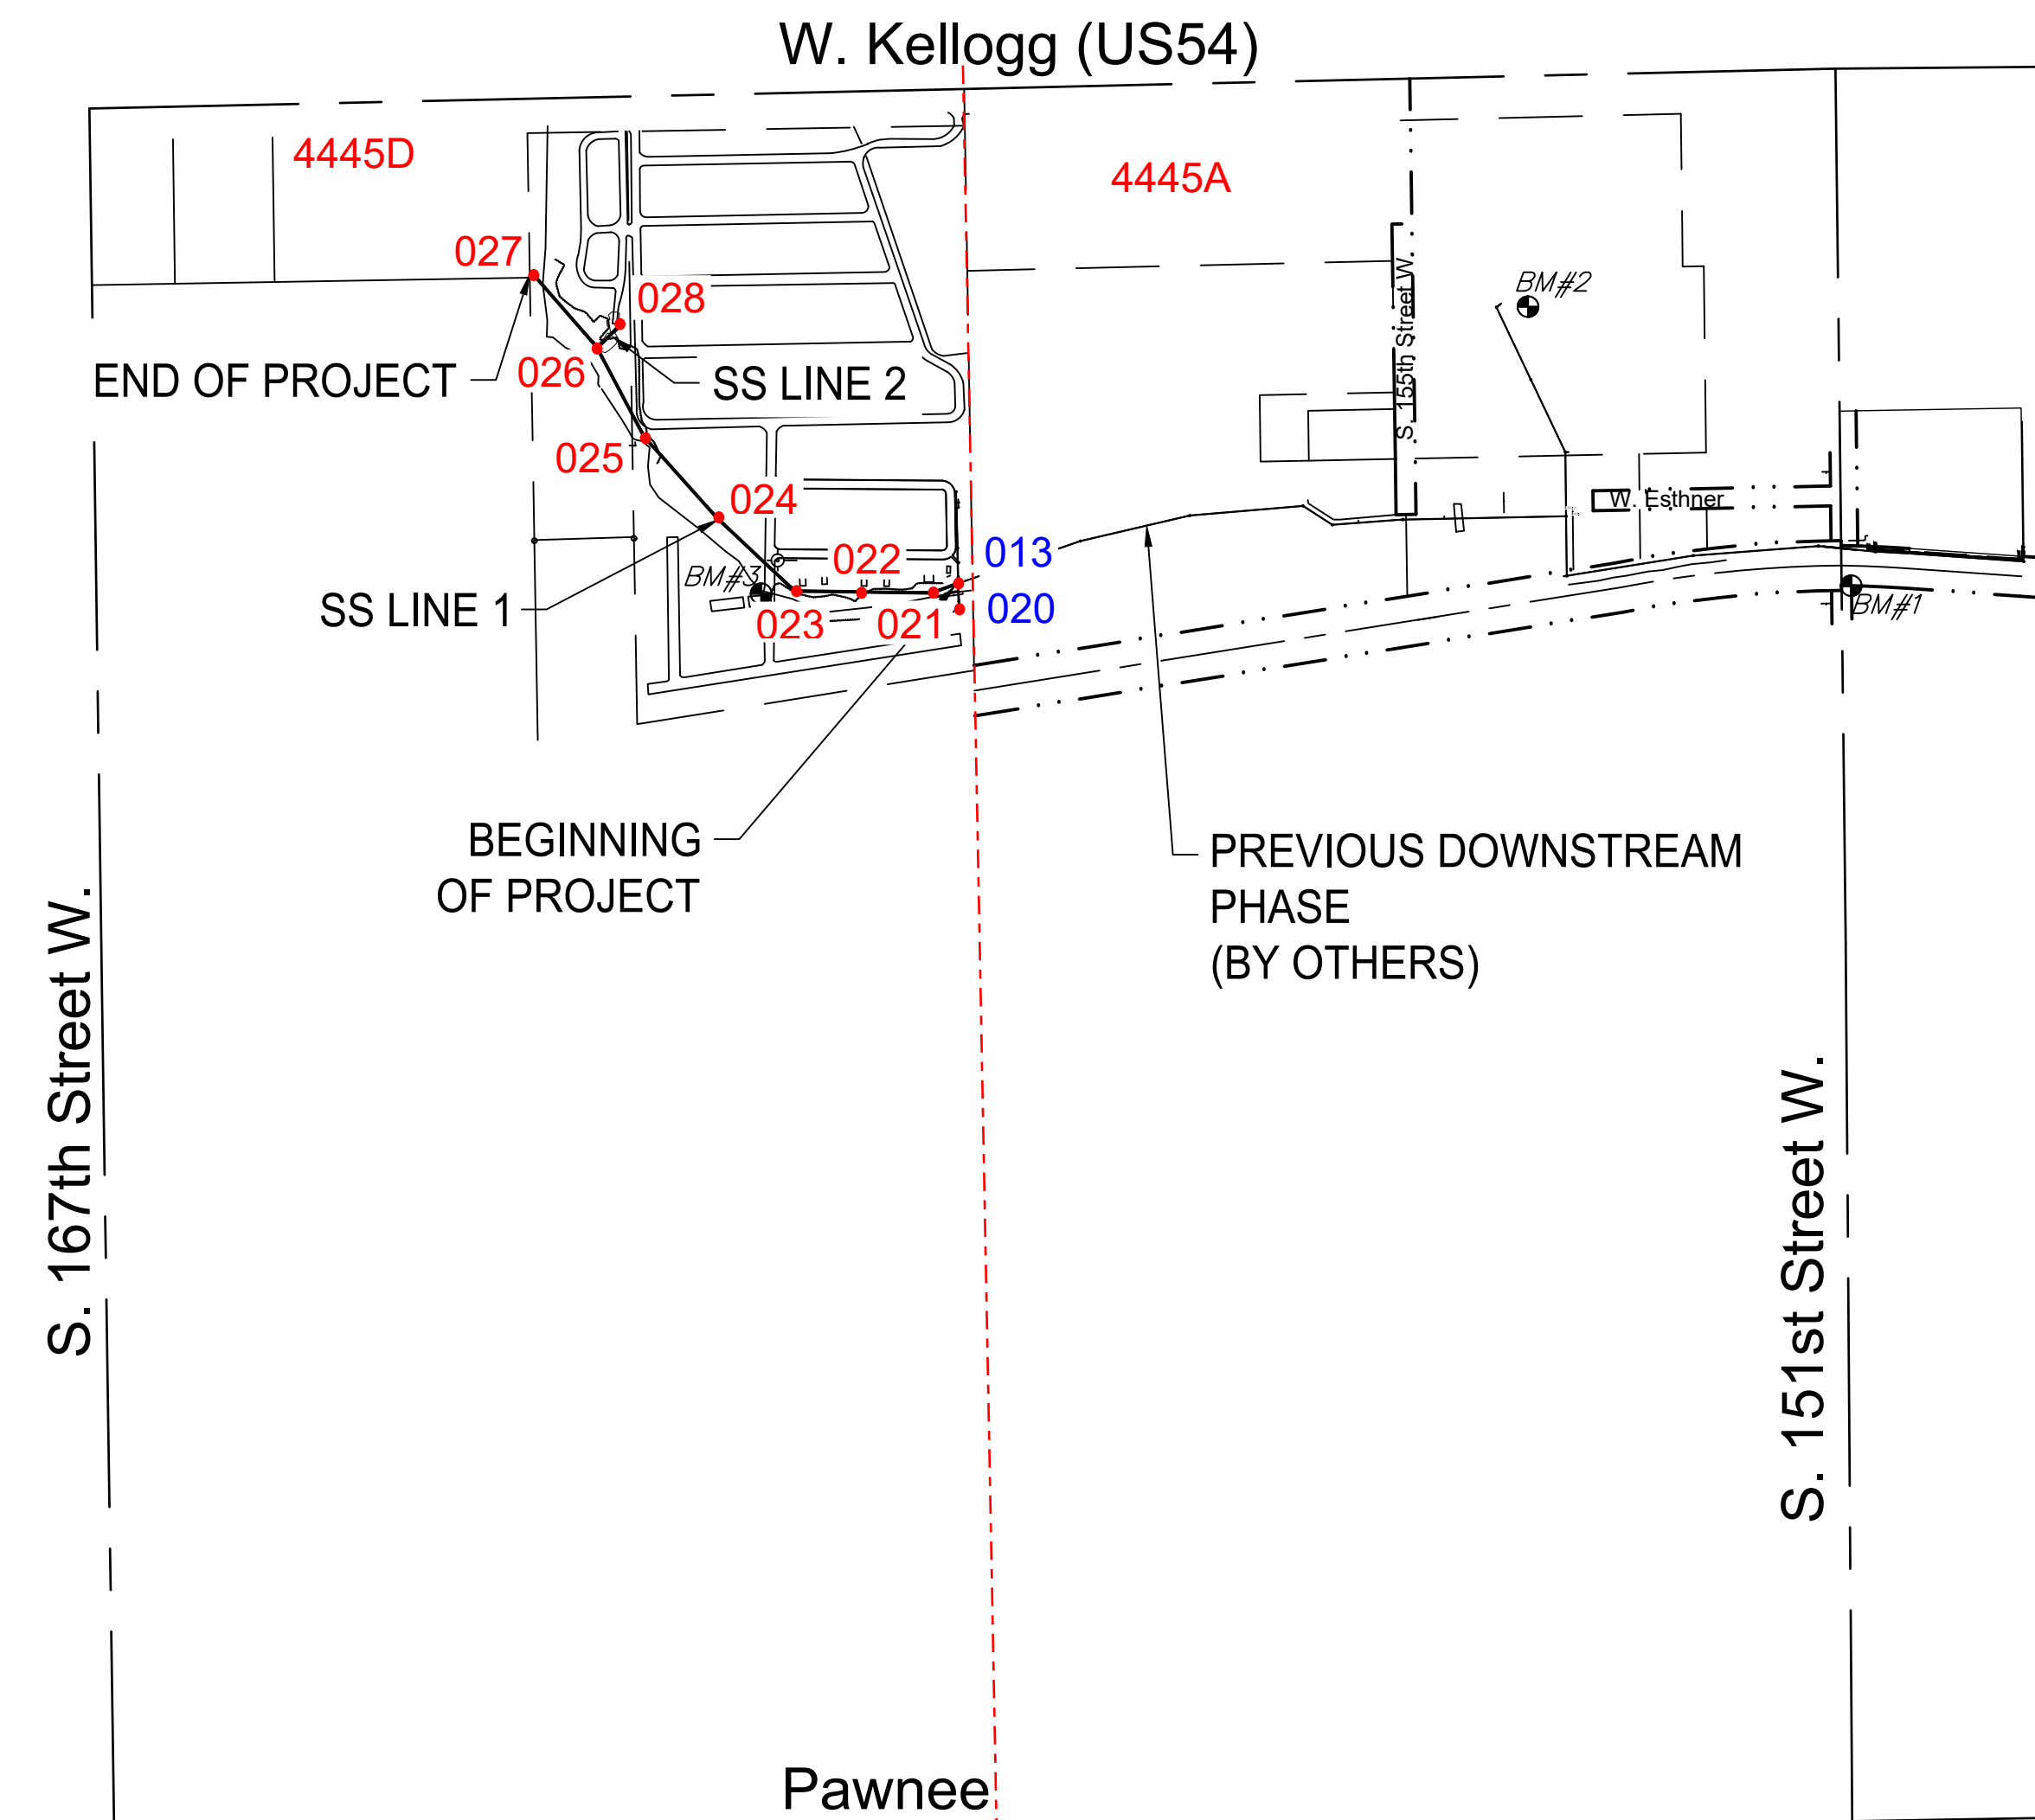 W. Kellogg (US54)
4445D
4445A
027
028
BM#2
S. 155th Street W.
END OF PROJECT
026
SS LINE 2
025
024
W. Esthner
022
013
BM#3
SS LINE 1
023
021
020
BM#1
BEGINNING
OF PROJECT
PREVIOUS DOWNSTREAM
PHASE
(BY OTHERS)
S. 167th Street W.
S. 151st Street W.
Pawnee